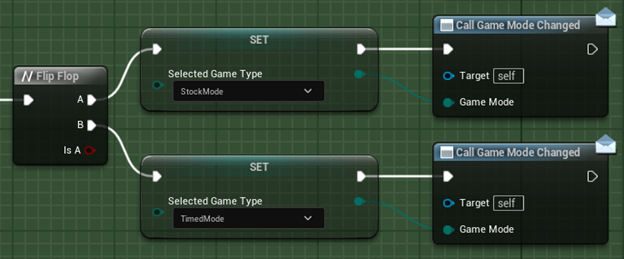 Flip Flop
A
B
Is A
SET
Selected Game Type
StockMode
Call Game Mode Changed
Target self
Game Mode
SET
Selected Game Type
TimedMode
Call Game Mode Changed
Target self
Game Mode